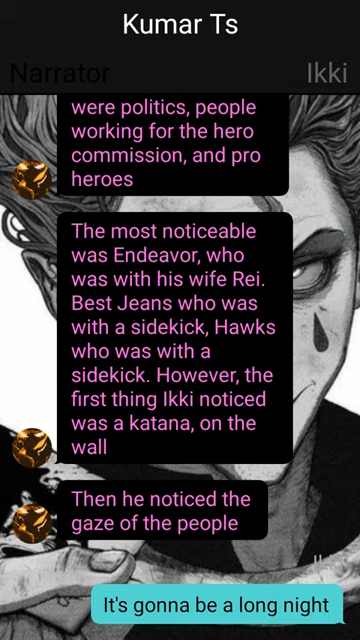 Kumar Ts
Narrator
Ikki
were politics, people
working for the hero
commission, and pro
heroes
The most noticeable
was Endeavor, who
was with his wife Rei.
Best Jeans who was
with a sidekick, Hawks
who was with a
sidekick. However, the
first thing Ikki noticed
was a katana, on the
wall
Then he noticed the
gaze of the people
It's gonna be a long night